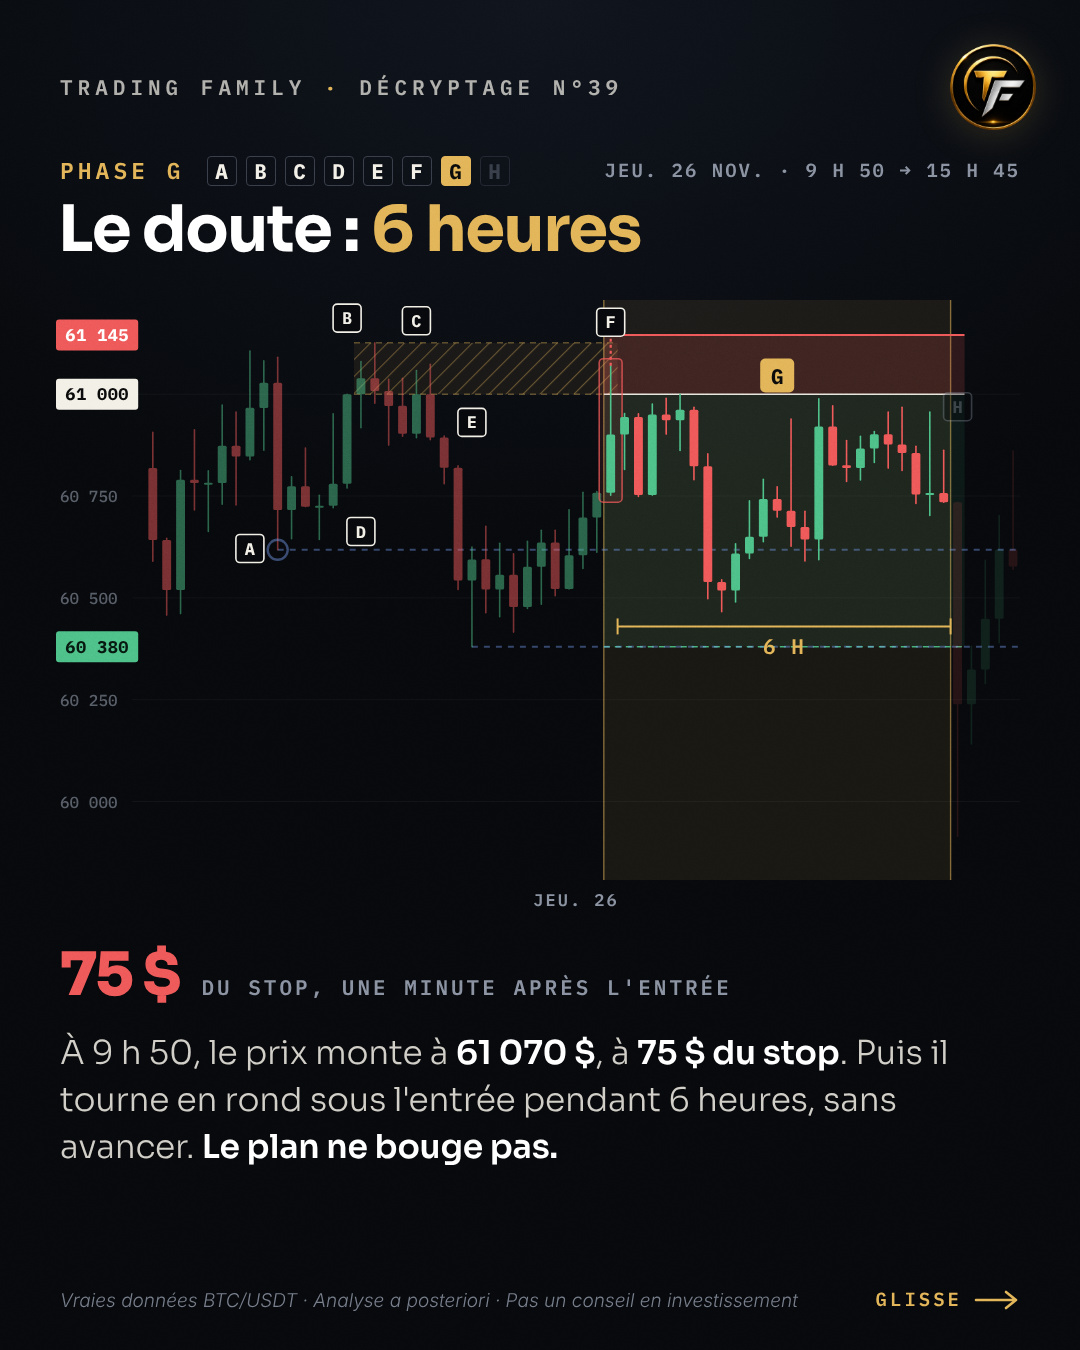 TRADING FAMILY · DÉCRYPTAGE N°39
TF
PHASE G A B C D E F G H
JEU. 26 NOV. · 9 H 50 → 15 H 45
Le doute : 6 heures
B
C
F
61 145
G
61 000
H
E
60 750
D
A
60 500
60 380
6 H
60 250
60 000
JEU. 26
75 $ DU STOP, UNE MINUTE APRÈS L'ENTRÉE
À 9 h 50, le prix monte à 61 070 $, à 75 $ du stop. Puis il
tourne en rond sous l'entrée pendant 6 heures, sans
avancer. Le plan ne bouge pas.
Vraies données BTC/USDT · Analyse a posteriori · Pas un conseil en investissement
GLISSE →